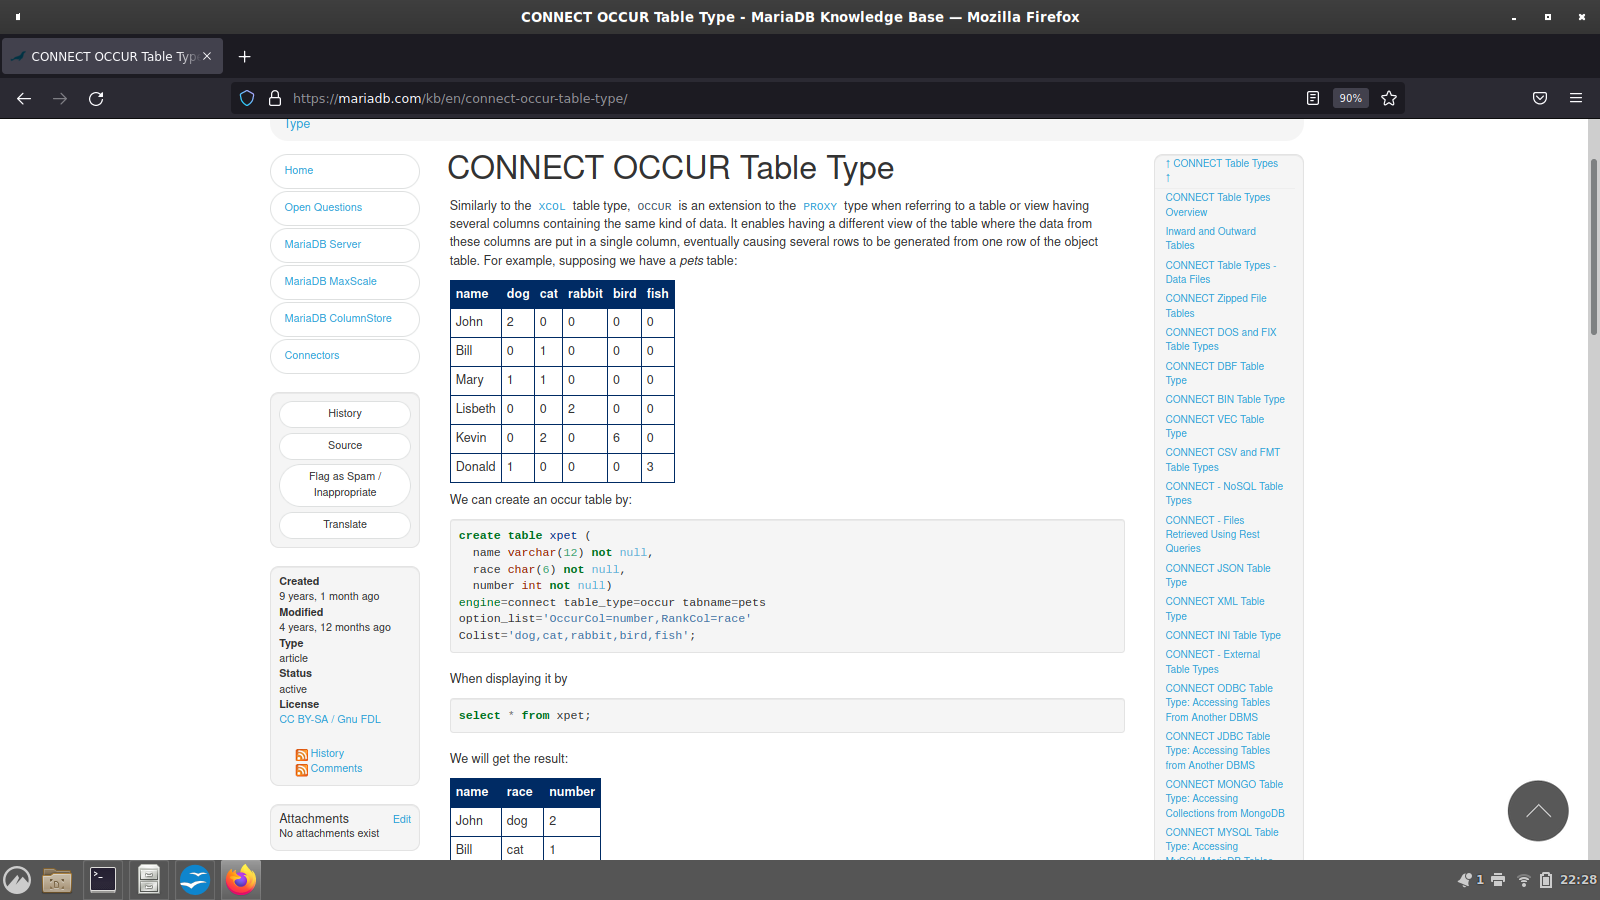 CONNECT OCCUR Table Type - MariaDB Knowledge Base — Mozilla Firefox
CONNECT OCCUR Table Typ
https://mariadb.com/kb/en/connect-occur-table-type/
90%
Type
Home
Open Questions
MariaDB Server
MariaDB MaxScale
MariaDB ColumnStore
Connectors
History
Source
Flag as Spam /
Inappropriate
Translate
Created
9 years, 1 month ago
Modified
4 years, 12 months ago
Type
article
Status
active
License
CC BY-SA / Gnu FDL
History
Comments
Attachments Edit
No attachments exist
CONNECT OCCUR Table Type
Similarly to the XCOL table type, OCCUR is an extension to the PROXY type when referring to a table or view having
several columns containing the same kind of data. It enables having a different view of the table where the data from
these columns are put in a single column, eventually causing several rows to be generated from one row of the object
table. For example, supposing we have a pets table:
name dog cat rabbit bird fish
John 2 0 0 0 0
Bill 0 1 0 0 0
Mary 1 1 0 0 0
Lisbeth 0 0 2 0 0
Kevin 0 2 0 6 0
Donald 1 0 0 0 3
We can create an occur table by:
create table xpet (
name varchar(12) not null,
race char(6) not null,
number int not null)
engine=connect table_type=occur tabname=pets
option_list='OccurCol=number,RankCol=race'
Colist='dog,cat,rabbit,bird,fish';
When displaying it by
select * from xpet;
We will get the result:
name race number
John dog 2
Bill cat 1
↑ CONNECT Table Types
↑
CONNECT Table Types
Overview
Inward and Outward
Tables
CONNECT Table Types -
Data Files
CONNECT Zipped File
Tables
CONNECT DOS and FIX
Table Types
CONNECT DBF Table
Type
CONNECT BIN Table Type
CONNECT VEC Table
Type
CONNECT CSV and FMT
Table Types
CONNECT - NoSQL Table
Types
CONNECT - Files
Retrieved Using Rest
Queries
CONNECT JSON Table
Type
CONNECT XML Table
Type
CONNECT INI Table Type
CONNECT - External
Table Types
CONNECT ODBC Table
Type: Accessing Tables
From Another DBMS
CONNECT JDBC Table
Type: Accessing Tables
from Another DBMS
CONNECT MONGO Table
Type: Accessing
Collections from MongoDB
CONNECT MYSQL Table
Type: Accessing
MySQL/MariaDB Tables
1
22:28